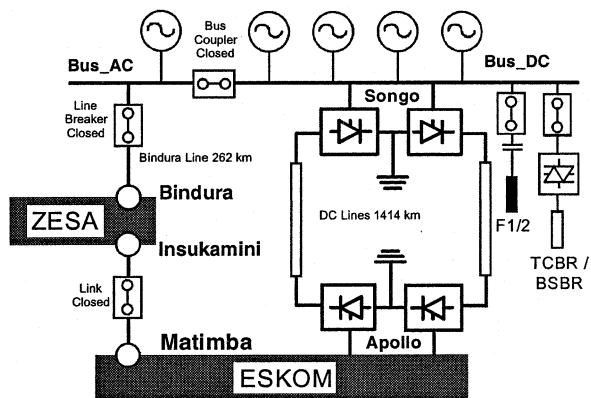 Bus
Coupler
Closed
Bus_AC
Bus_DC
Line
Breaker
Closed
Songo
Bindura Line 262 km
Bindura
ZESA
DC Lines 1414 km
F1/2
Insukamini
TCBR /
BSBR
Link
Closed
Matimba
Apollo
ESKOM